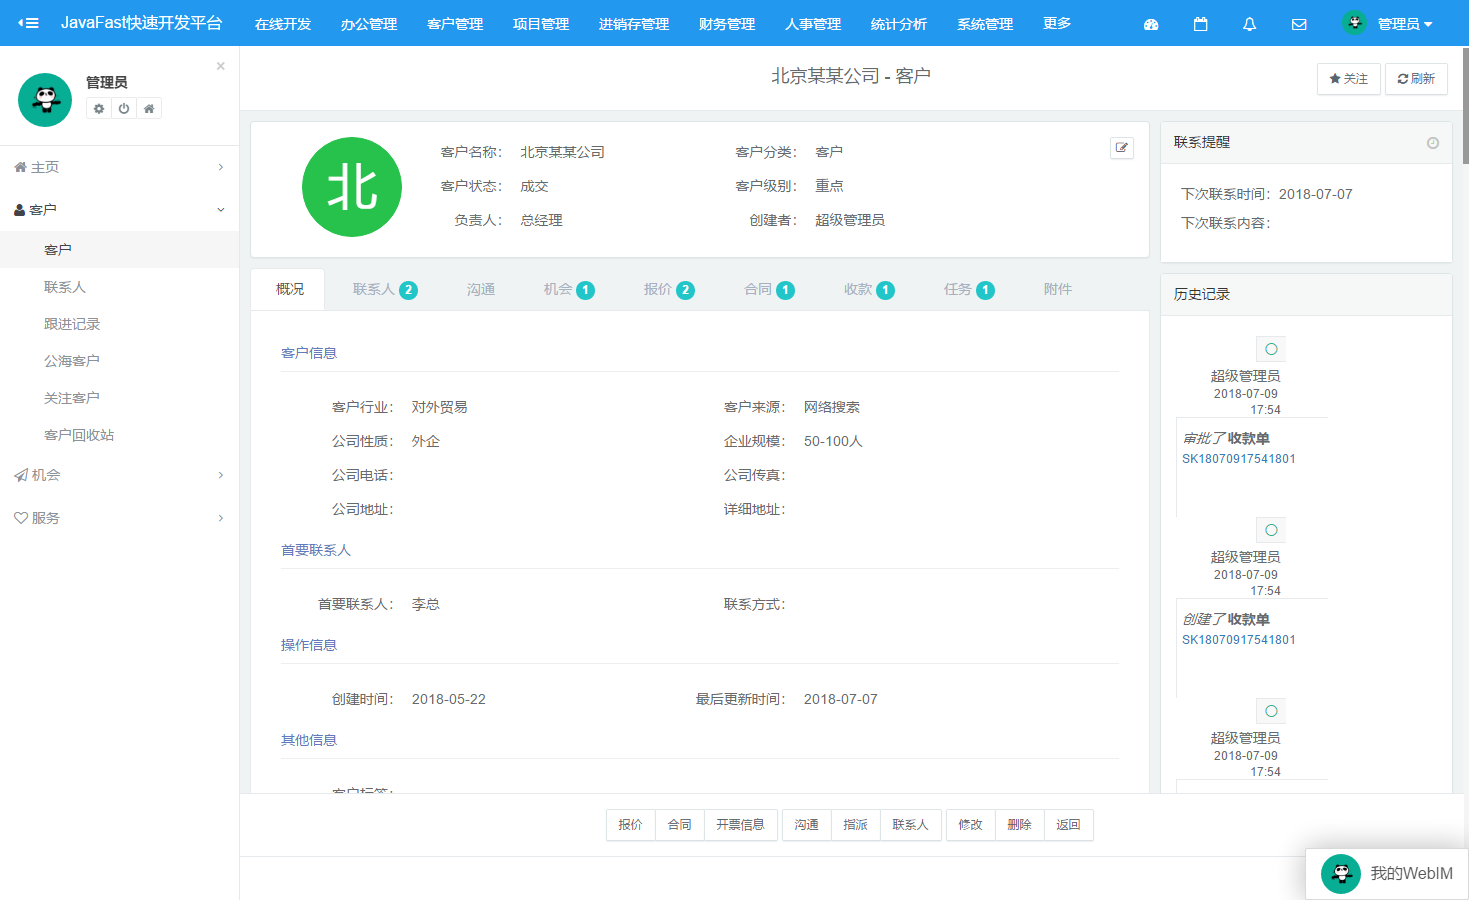 JavaFast快速开发平台 在线开发 办公管理 客户管理 项目管理 进销存管理 财务管理 人事管理 统计分析 系统管理 更多 管理员
×
管理员
主页
客户
客户
联系人
跟进记录
公海客户
关注客户
客户回收站
机会
服务
北京某某公司 - 客户
关注 刷新
北
客户名称： 北京某某公司 客户分类： 客户
客户状态： 成交 客户级别： 重点
负责人： 总经理 创建者： 超级管理员
概况 联系人 2 沟通 机会 1 报价 2 合同 1 收款 1 任务 1 附件
客户信息
客户行业： 对外贸易 客户来源： 网络搜索
公司性质： 外企 企业规模： 50-100人
公司电话： 公司传真：
公司地址： 详细地址：
首要联系人
首要联系人： 李总 联系方式：
操作信息
创建时间： 2018-05-22 最后更新时间： 2018-07-07
其他信息
客户标签：
联系提醒
下次联系时间：2018-07-07
下次联系内容：
历史记录
超级管理员
2018-07-09
17:54
审批了 收款单
SK18070917541801
超级管理员
2018-07-09
17:54
创建了 收款单
SK18070917541801
超级管理员
2018-07-09
17:54
报价 合同 开票信息 沟通 指派 联系人 修改 删除 返回
我的WebIM